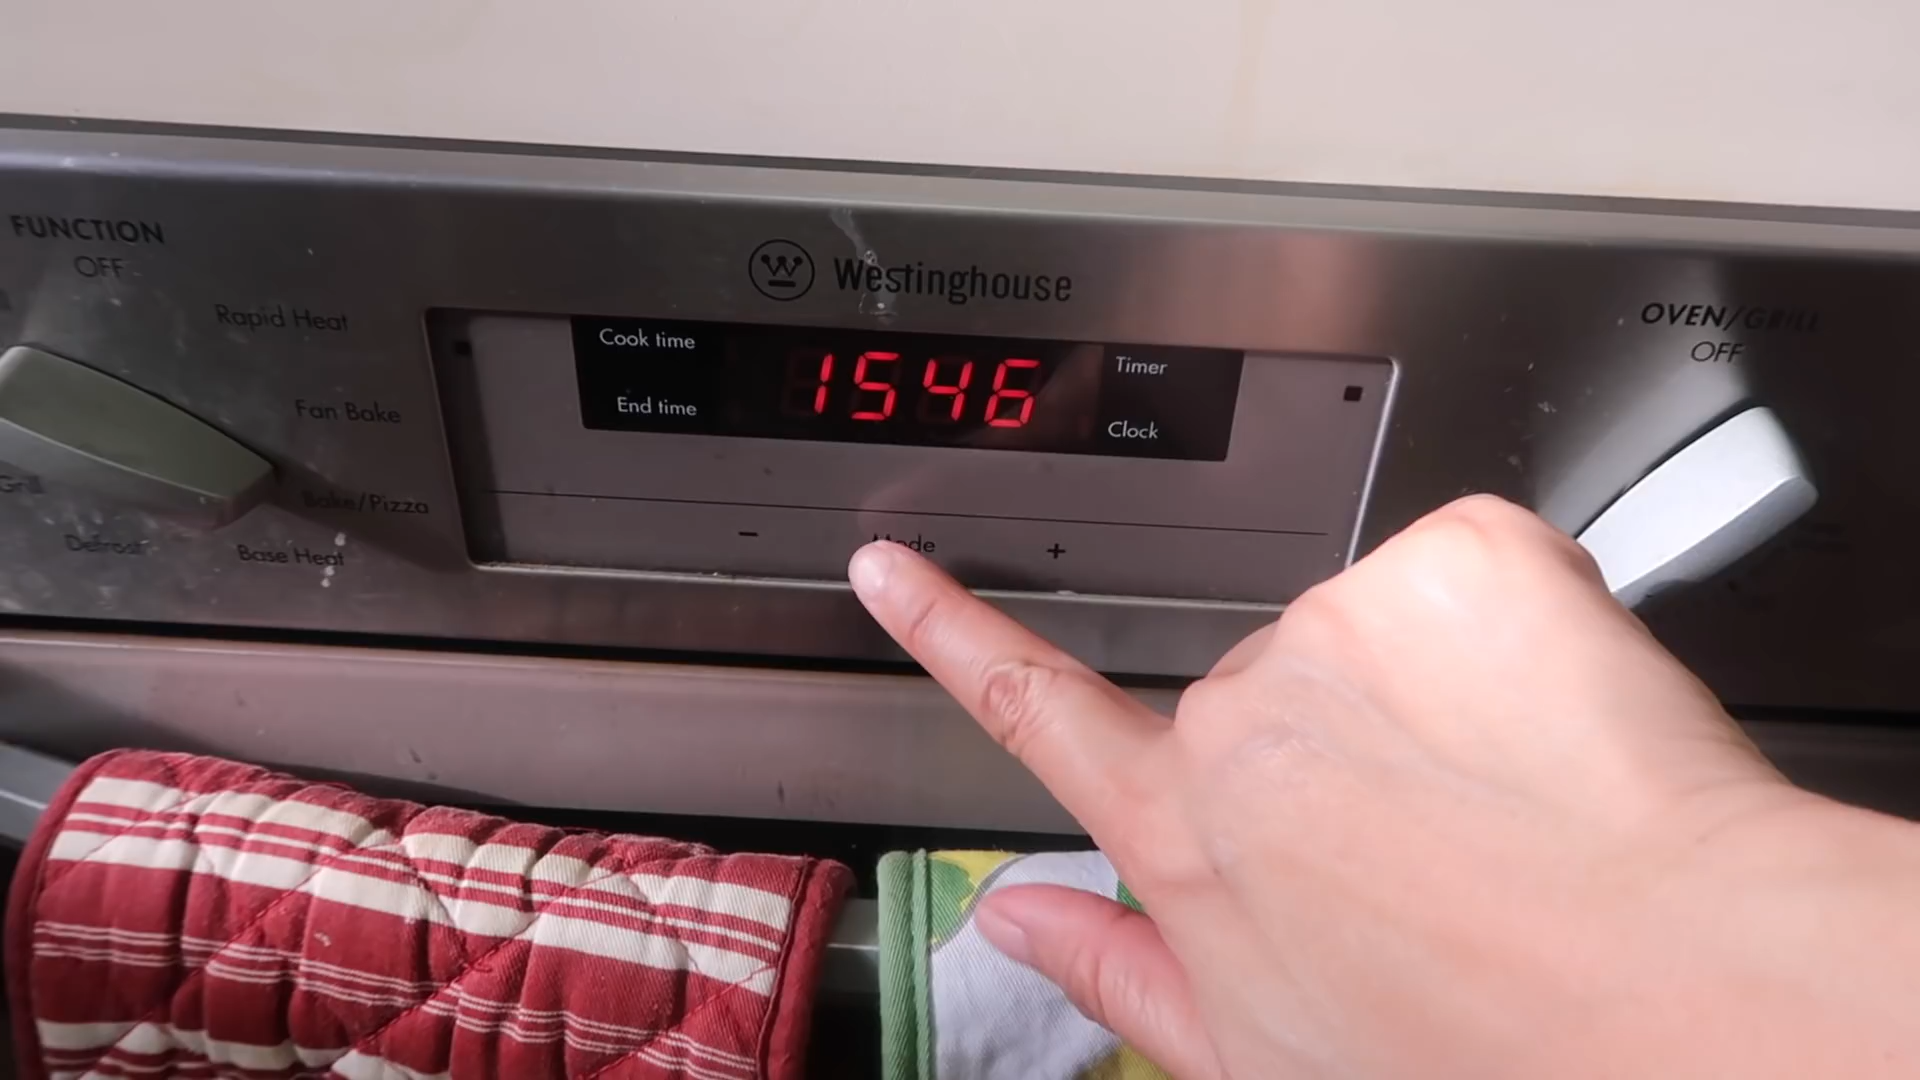 FUNCTION
OFF
Rapid Heat
Fan Bake
Bake/Pizza
Base Heat
Defrost
Grill
Westinghouse
Cook time
End time
1546
Timer
Clock
-
Mode
+
OVEN/GRILL
OFF